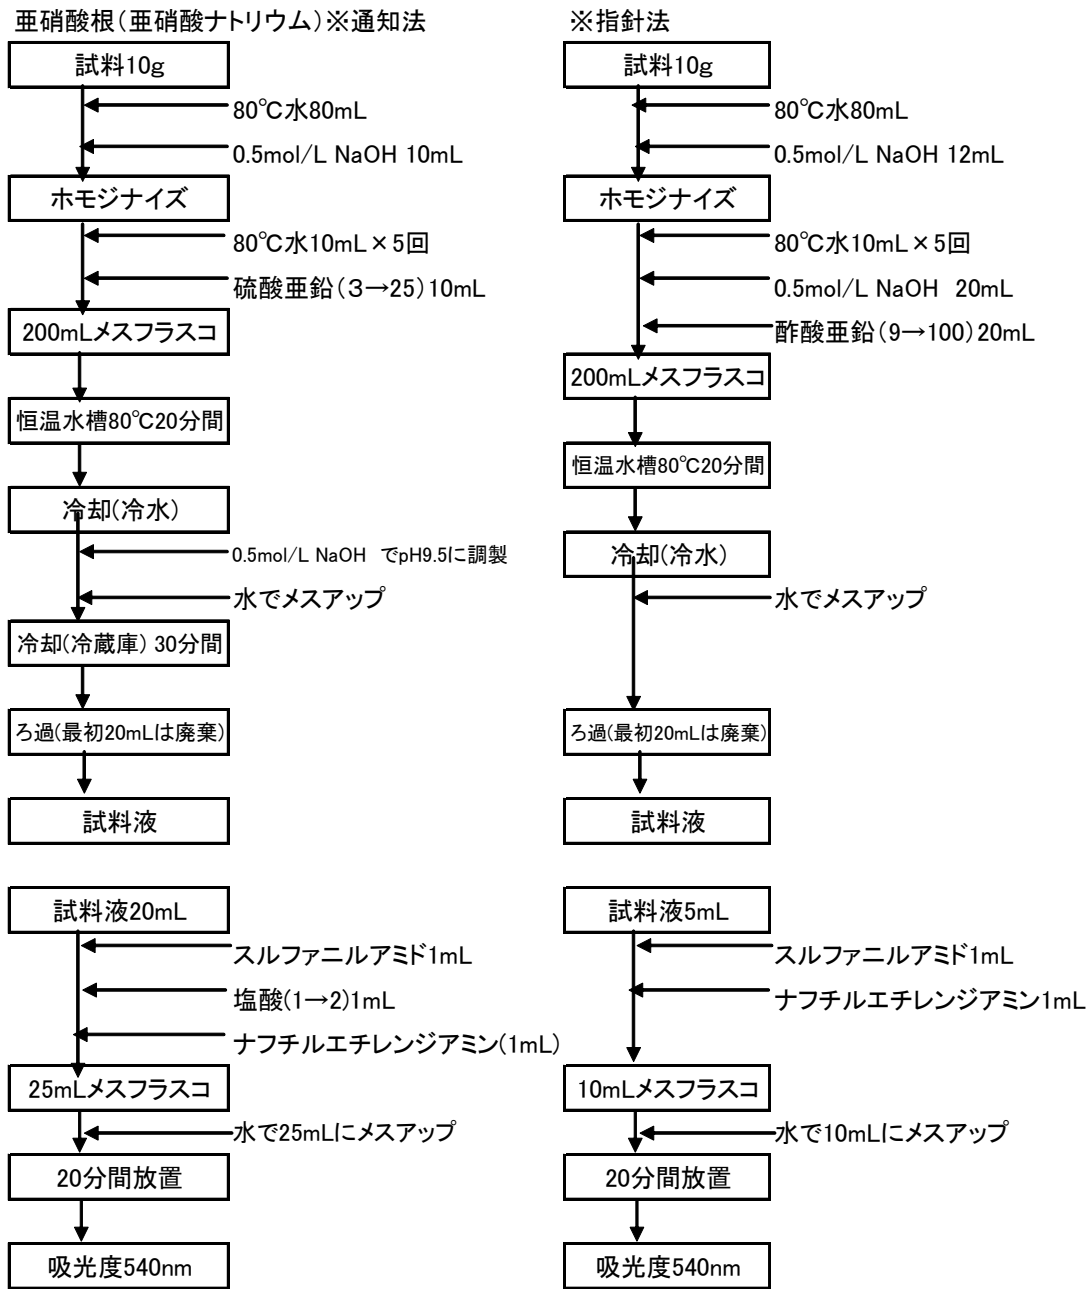 亜硝酸根(亜硝酸ナトリウム)※通知法
試料10g
80℃水80mL
0.5mol/L NaOH 10mL
ホモジナイズ
80℃水10mL×5回
硫酸亜鉛(3→25)10mL
200mLメスフラスコ
恒温水槽80℃20分間
冷却(冷水)
0.5mol/L NaOH でpH9.5に調製
水でメスアップ
冷却(冷蔵庫) 30分間
ろ過(最初20mLは廃棄)
試料液
試料液20mL
スルファニルアミド1mL
塩酸(1→2)1mL
ナフチルエチレンジアミン(1mL)
25mLメスフラスコ
水で25mLにメスアップ
20分間放置
吸光度540nm
※指針法
試料10g
80℃水80mL
0.5mol/L NaOH 12mL
ホモジナイズ
80℃水10mL×5回
0.5mol/L NaOH 20mL
酢酸亜鉛(9→100)20mL
200mLメスフラスコ
恒温水槽80℃20分間
冷却(冷水)
水でメスアップ
ろ過(最初20mLは廃棄)
試料液
試料液5mL
スルファニルアミド1mL
ナフチルエチレンジアミン1mL
10mLメスフラスコ
水で10mLにメスアップ
20分間放置
吸光度540nm